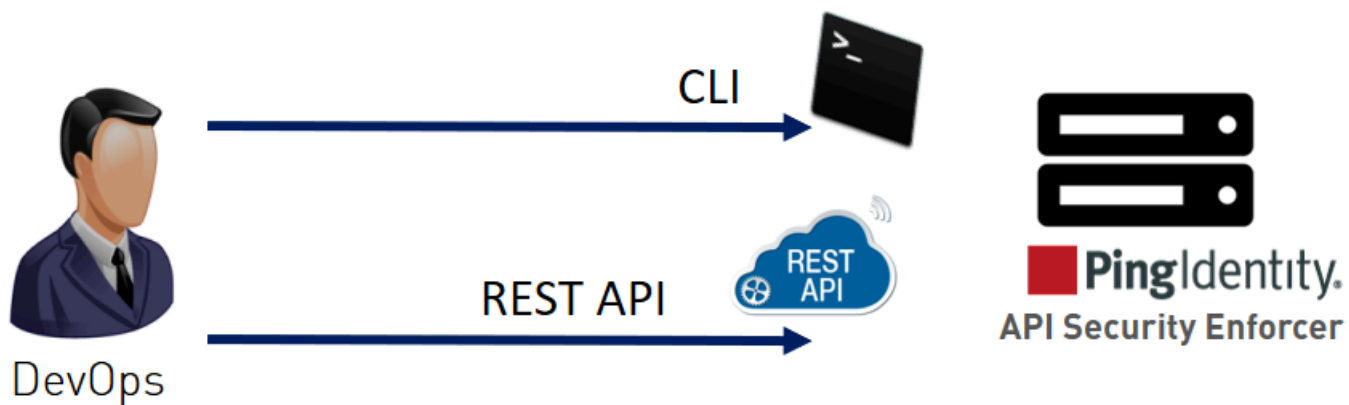 >_
CLI
REST
API
REST API
PingIdentity.
API Security Enforcer
DevOps